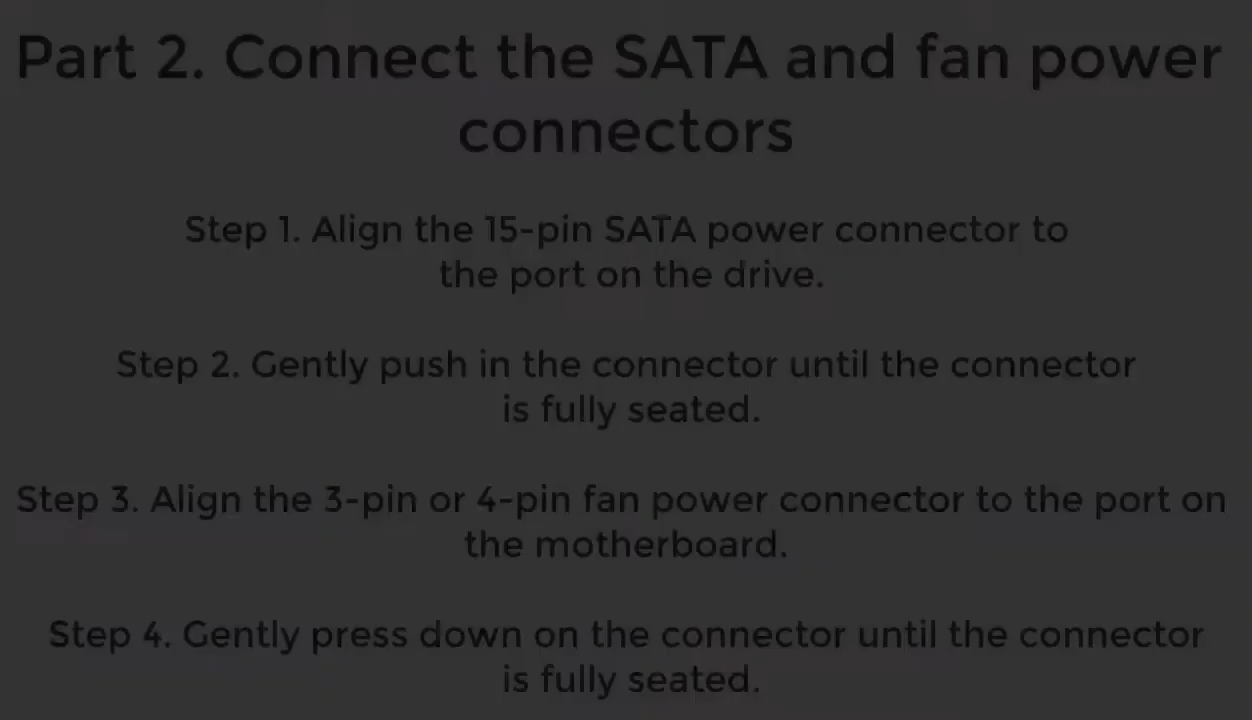 Part 2. Connect the SATA and fan power
connectors
Step 1. Align the 15-pin SATA power connector to
the port on the drive.
Step 2. Gently push in the connector until the connector
is fully seated.
Step 3. Align the 3-pin or 4-pin fan power connector to the port on
the motherboard.
Step 4. Gently press down on the connector until the connector
is fully seated.